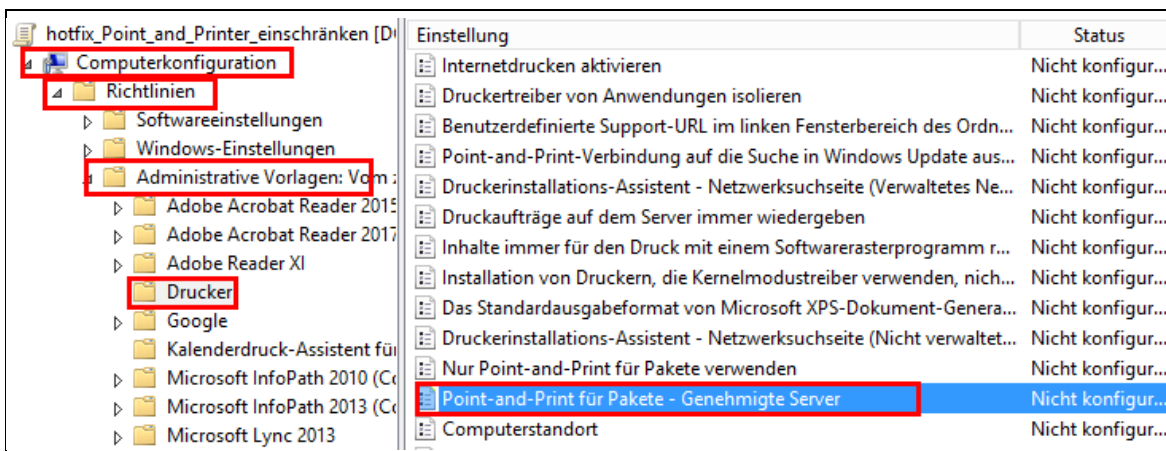 hotfix_Point_and_Printer_einschränken [D
Computerkonfiguration
Richtlinien
Softwareeinstellungen
Windows-Einstellungen
Administrative Vorlagen: Vom
Adobe Acrobat Reader 2015
Adobe Acrobat Reader 2017
Adobe Reader XI
Drucker
Google
Kalenderdruck-Assistent für
Microsoft InfoPath 2010 (Co
Microsoft InfoPath 2013 (Co
Microsoft Lync 2013
Einstellung Status
Internetdrucken aktivieren Nicht konfigur...
Druckertreiber von Anwendungen isolieren Nicht konfigur...
Benutzerdefinierte Support-URL im linken Fensterbereich des Ordn... Nicht konfigur...
Point-and-Print-Verbindung auf die Suche in Windows Update aus... Nicht konfigur...
Druckerinstallations-Assistent - Netzwerksuchseite (Verwaltetes Ne... Nicht konfigur...
Druckaufträge auf dem Server immer wiedergeben Nicht konfigur...
Inhalte immer für den Druck mit einem Softwarerasterprogramm r... Nicht konfigur...
Installation von Druckern, die Kernelmodustreiber verwenden, nich... Nicht konfigur...
Das Standardausgabeformat von Microsoft XPS-Dokument-Genera... Nicht konfigur...
Druckerinstallations-Assistent - Netzwerksuchseite (Nicht verwaltet... Nicht konfigur...
Nur Point-and-Print für Pakete verwenden Nicht konfigur...
Point-and-Print für Pakete - Genehmigte Server Nicht konfigur...
Computerstandort Nicht konfigur...